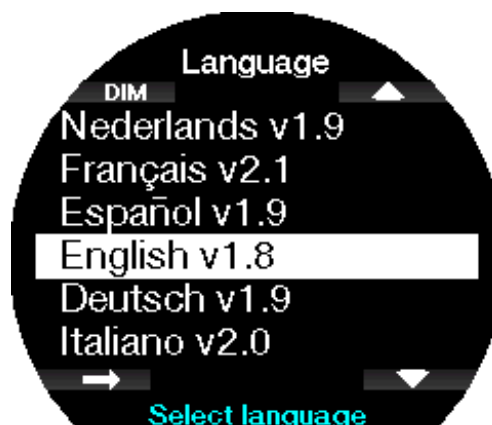 Language
DIM
Nederlands v1.9
Français v2.1
Español v1.9
English v1.8
Deutsch v1.9
Italiano v2.0
Select language